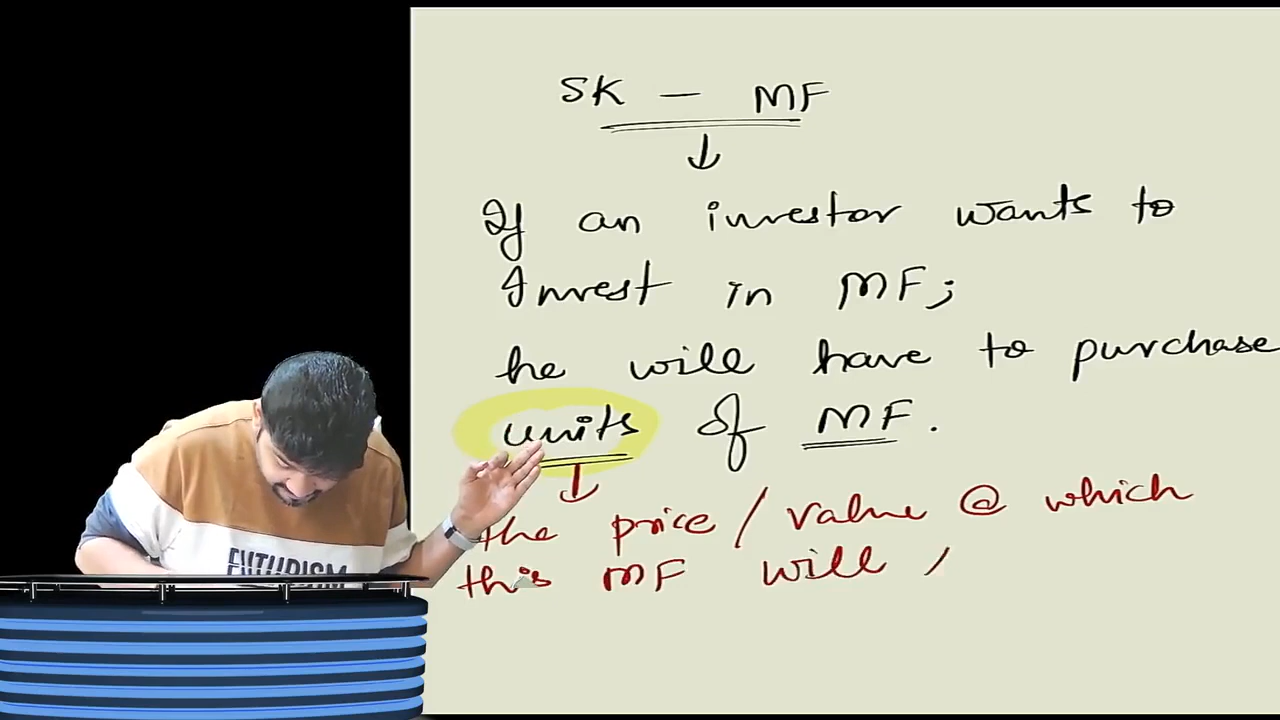 SK - MF
If an investor wants to
Invest in MF;
he will have to purchase
units of MF.
the price / value @ which
this MF will
FUTURISM